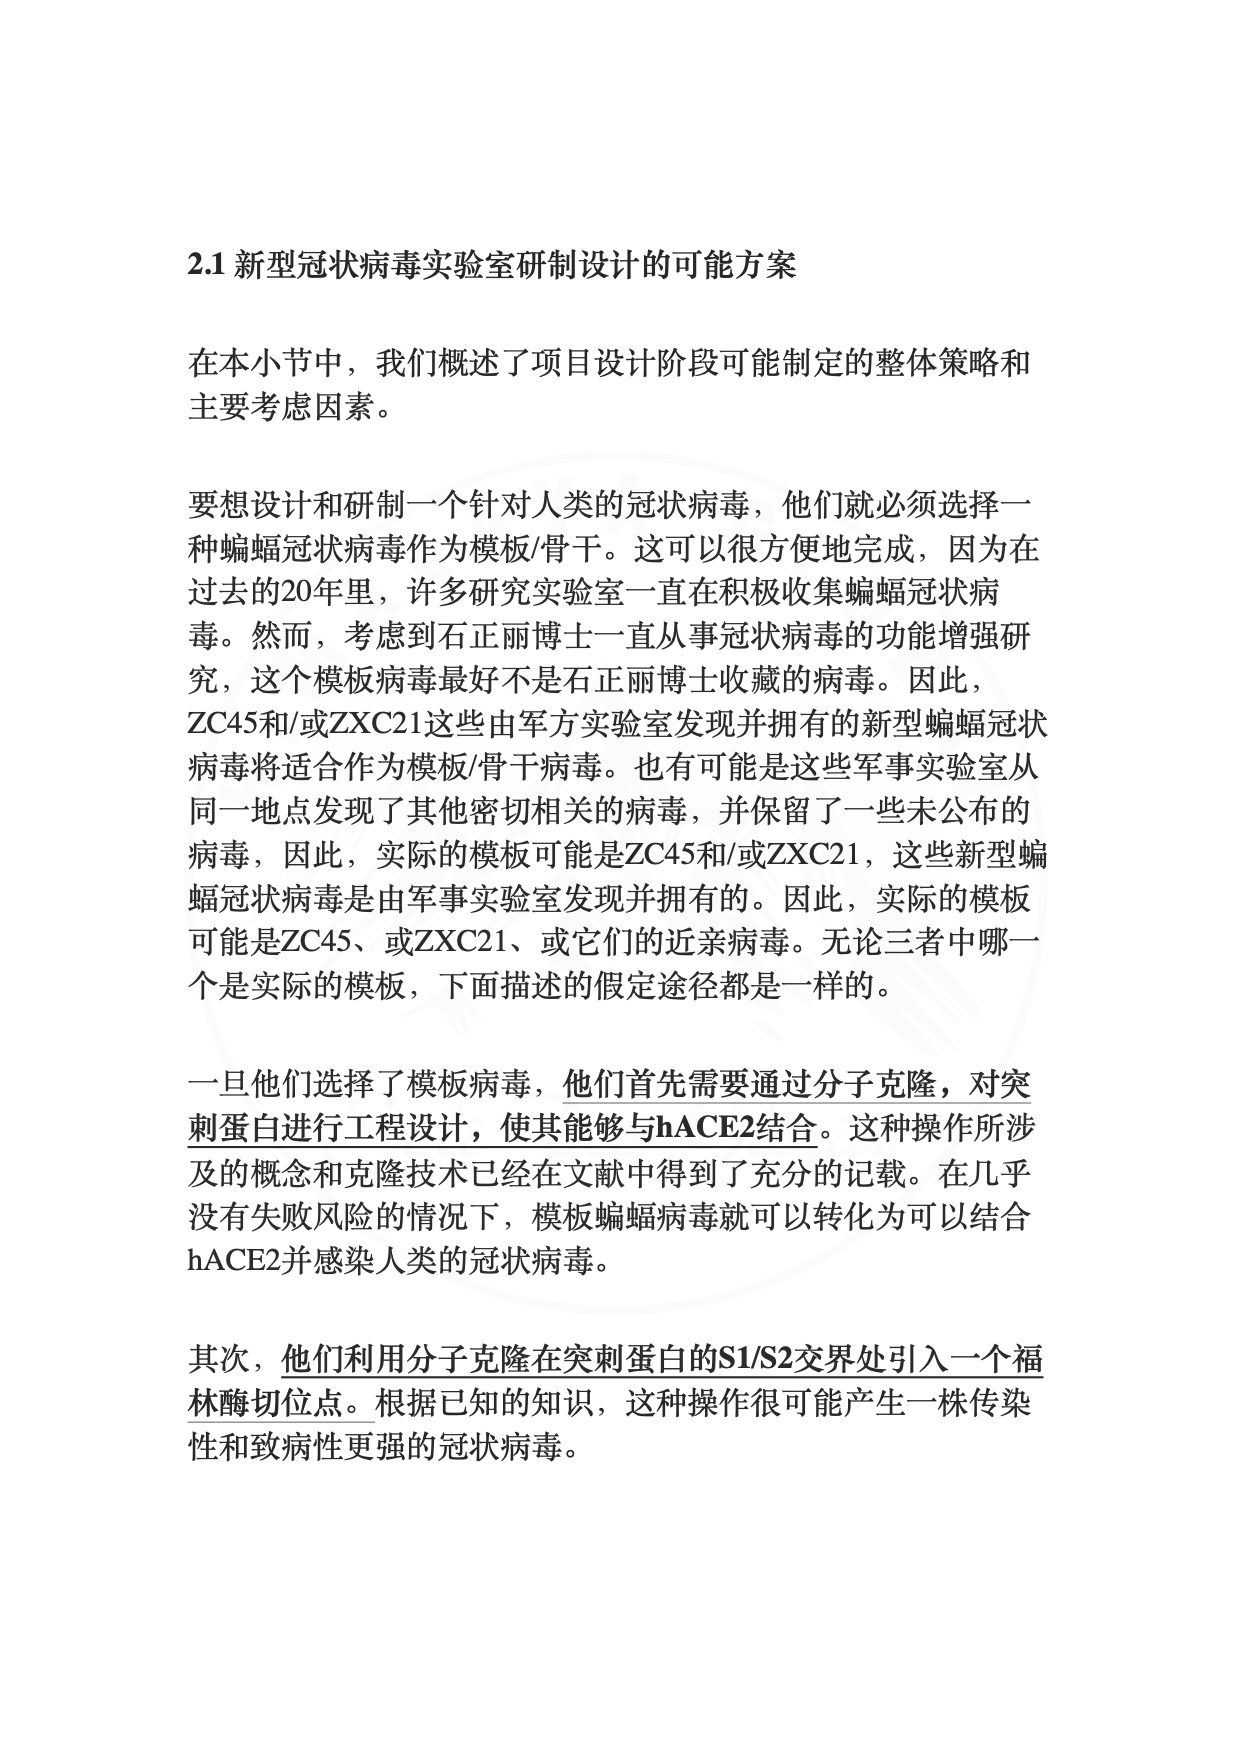 2.1 新型冠状病毒实验室研制设计的可能方案
在本小节中，我们概述了项目设计阶段可能制定的整体策略和
主要考虑因素。
要想设计和研制一个针对人类的冠状病毒，他们就必须选择一
种蝙蝠冠状病毒作为模板/骨干。这可以很方便地完成，因为在
过去的20年里，许多研究实验室一直在积极收集蝙蝠冠状病
毒。然而，考虑到石正丽博士一直从事冠状病毒的功能增强研
究，这个模板病毒最好不是石正丽博士收藏的病毒。因此，
ZC45和/或ZXC21这些由军方实验室发现并拥有的新型蝙蝠冠状
病毒将适合作为模板/骨干病毒。也有可能是这些军事实验室从
同一地点发现了其他密切相关的病毒，并保留了一些未公布的
病毒，因此，实际的模板可能是ZC45和/或ZXC21，这些新型蝙
蝠冠状病毒是由军事实验室发现并拥有的。因此，实际的模板
可能是ZC45、或ZXC21、或它们的近亲病毒。无论三者中哪一
个是实际的模板，下面描述的假定途径都是一样的。
一旦他们选择了模板病毒，他们首先需要通过分子克隆，对突
刺蛋白进行工程设计，使其能够与hACE2结合。这种操作所涉
及的概念和克隆技术已经在文献中得到了充分的记载。在几乎
没有失败风险的情况下，模板蝙蝠病毒就可以转化为可以结合
hACE2并感染人类的冠状病毒。
其次，他们利用分子克隆在突刺蛋白的S1/S2交界处引入一个福
林酶切位点。根据已知的知识，这种操作很可能产生一株传染
性和致病性更强的冠状病毒。